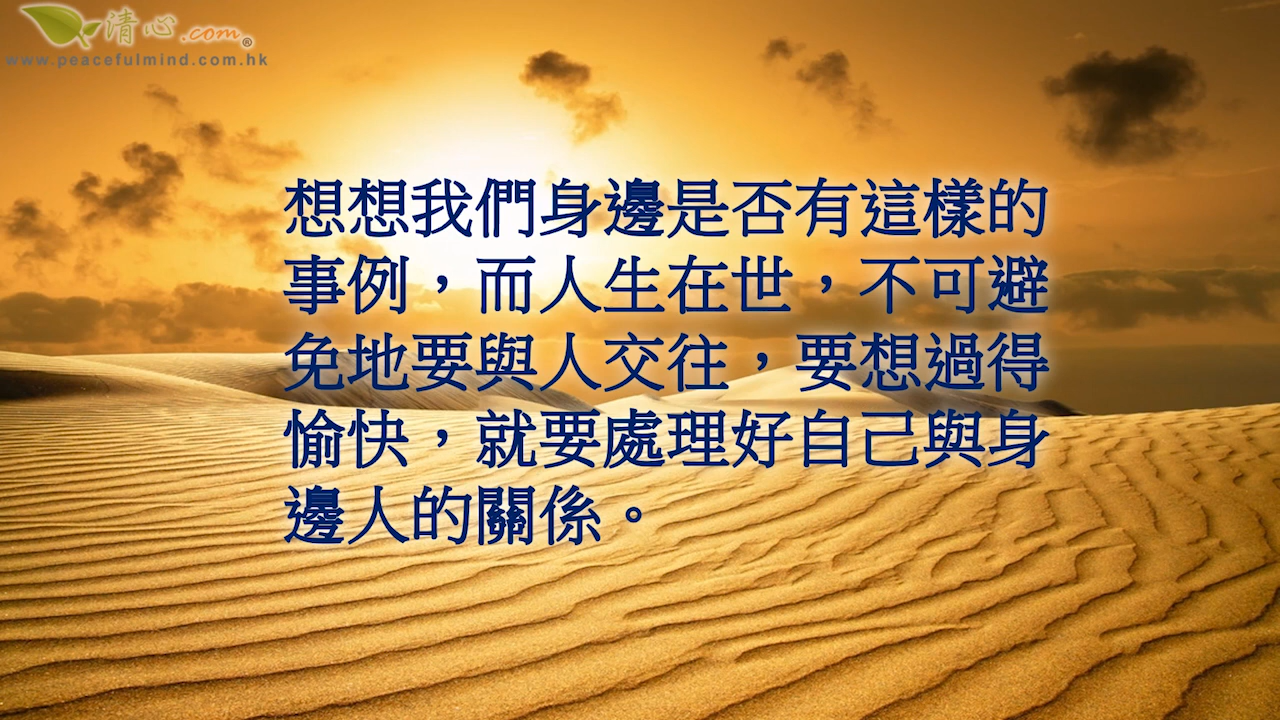 清心.com®
www.peacefulmind.com.hk
想想我們身邊是否有這樣的
事例，而人生在世，不可避
免地要與人交往，要想過得
愉快，就要處理好自己與身
邊人的關係。